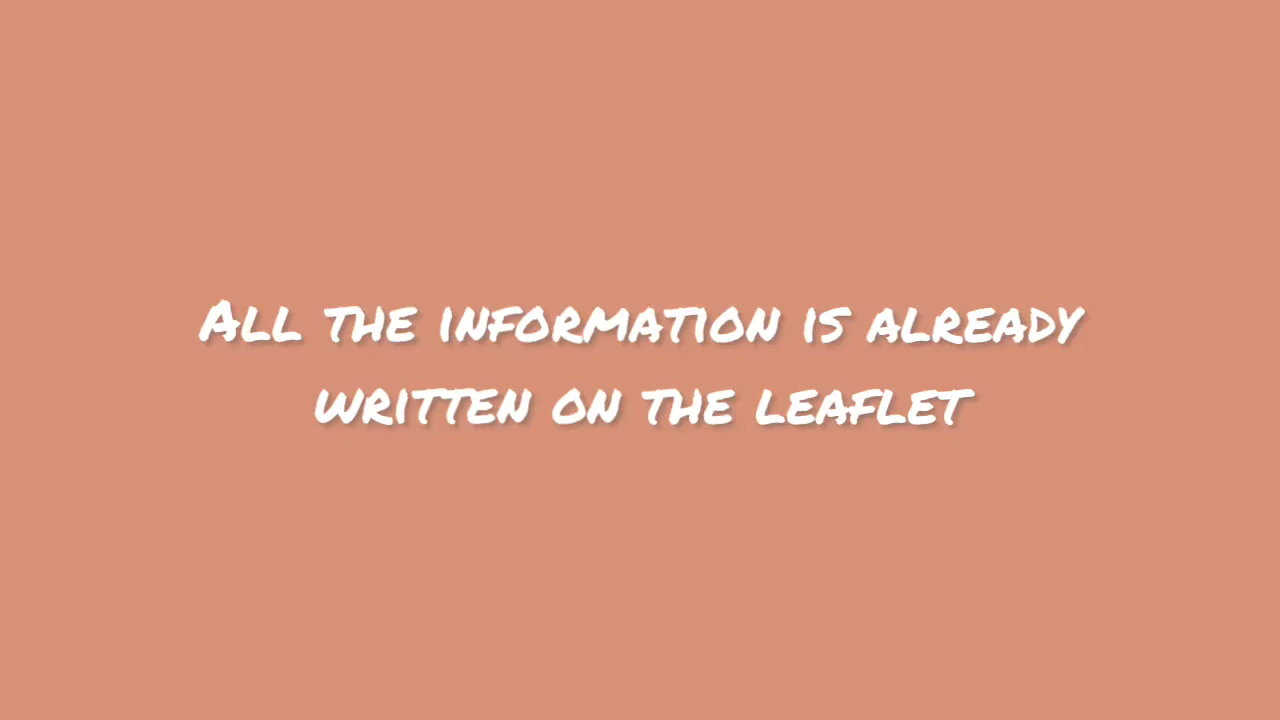 All the information is already
written on the leaflet